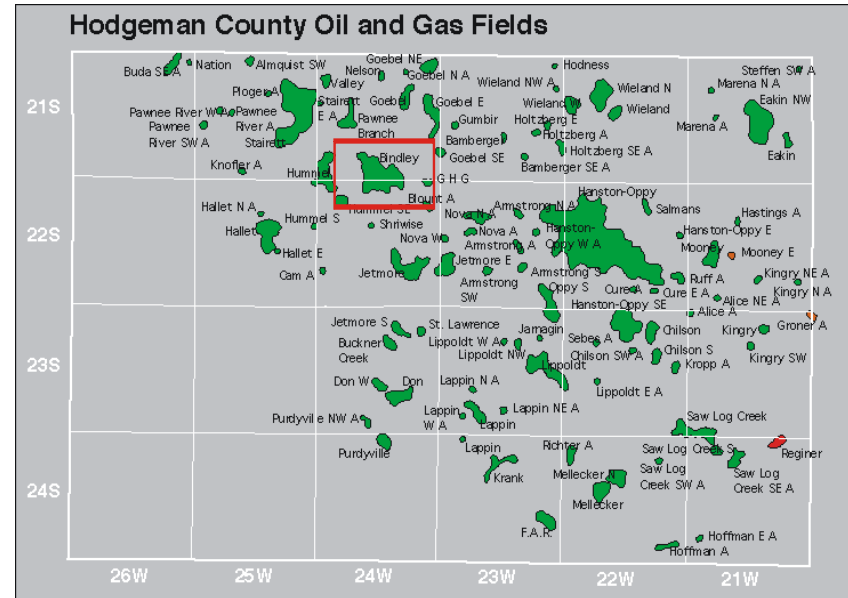 Hodgeman County Oil and Gas Fields
Buda SE A
Nation
Almquist SW
Nelson
Goebel NE
Goebel N A
Hodness
Steffen SW A
Valley
Ploger A
Wieland NW A
Wieland N
Marena N A
Eakin NW
21S
Stairett
E A
Goebel
Goebel E
Wieland W
Wieland
Pawnee River W A
Pawnee
River A
Pawnee
Branch
Gumbir
Holtzberg E
Marena A
Pawnee
River SW A
Stairett
Bamberger
Holtzberg A
Eakin
Bindley
Goebel SE
Holtzberg SE A
Knofler A
Hummel
G H G
Bamberger SE A
Blount A
Hanston-Oppy
Hallet N A
Hummel S
Hummel SE
Nova N A
Armstrong N A
Salmans
Hastings A
22S
Hallet
Shriwise
Nova W
Nova A
Armstrong A
Hanston-
Oppy W A
Hanston-Oppy E
Mooney
Mooney E
Hallet E
Cam A
Jetmore
Jetmore E
Armstrong
SW
Armstrong S
Oppy S
Cure A
Cure E A
Ruff A
Kingry NE A
Kingry N A
Alice NE A
Hanston-Oppy SE
Alice A
Groner A
Jetmore S
St. Lawrence
Jarnagin
Chilson
Kingry
Buckner
Creek
Lippoldt W A
Sebes A
23S
Lippoldt NW
Lippoldt
Chilson SW A
Chilson S
Kingry SW
Kropp A
Don W
Don
Lappin N A
Lippoldt E A
Purdyville NW A
Lappin
W A
Lappin
Lappin NE A
Saw Log Creek
Purdyville
Lappin
Richter A
Saw Log Creek S
Reginer
Krank
Mellecker N
Saw Log
Creek SW A
Saw Log
Creek SE A
24S
Mellecker
F.A.R.
Hoffman E A
Hoffman A
26W
25W
24W
23W
22W
21W